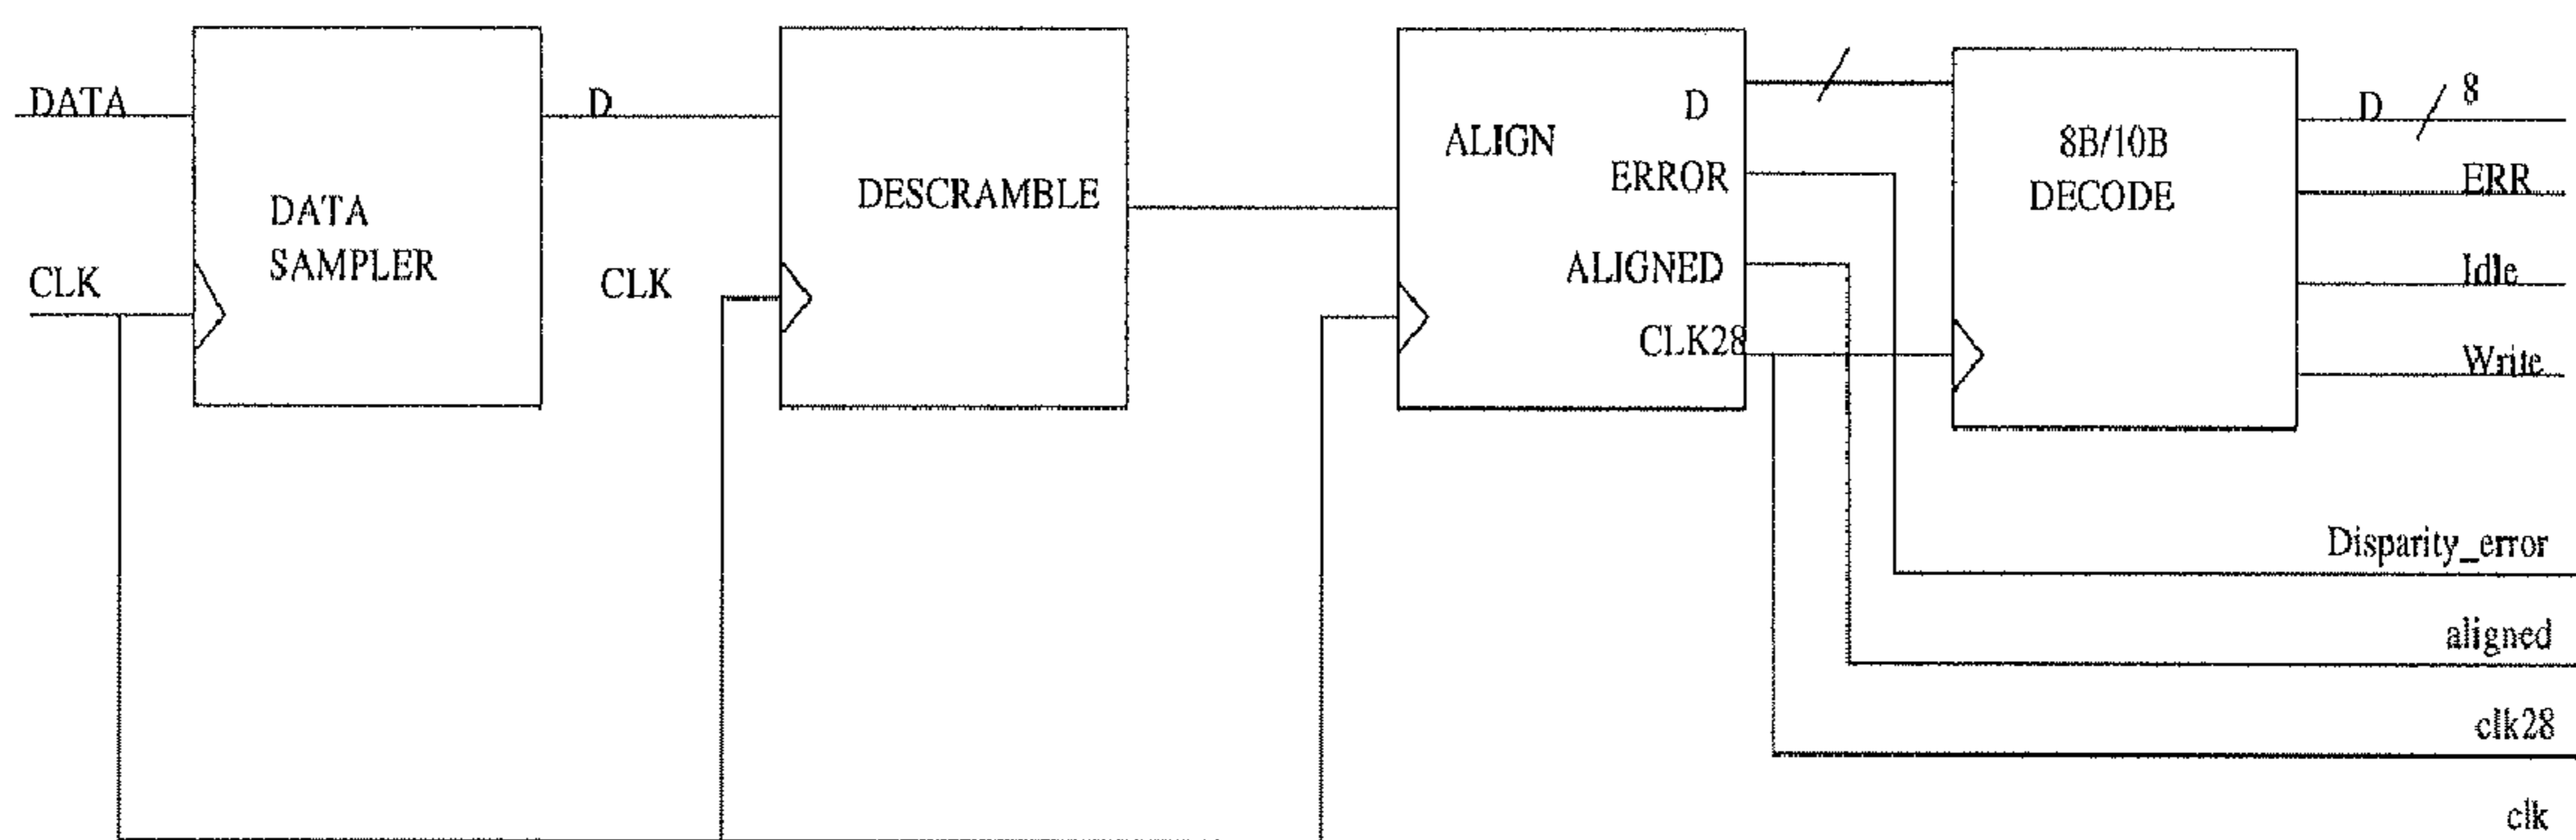 DATA
CLK
DATA
SAMPLER
D
CLK
DESCRAMBLE
ALIGN
D
ERROR
ALIGNED
CLK28
8B/10B
DECODE
D
8
ERR
Idle
Write
Disparity_error
aligned
clk28
clk